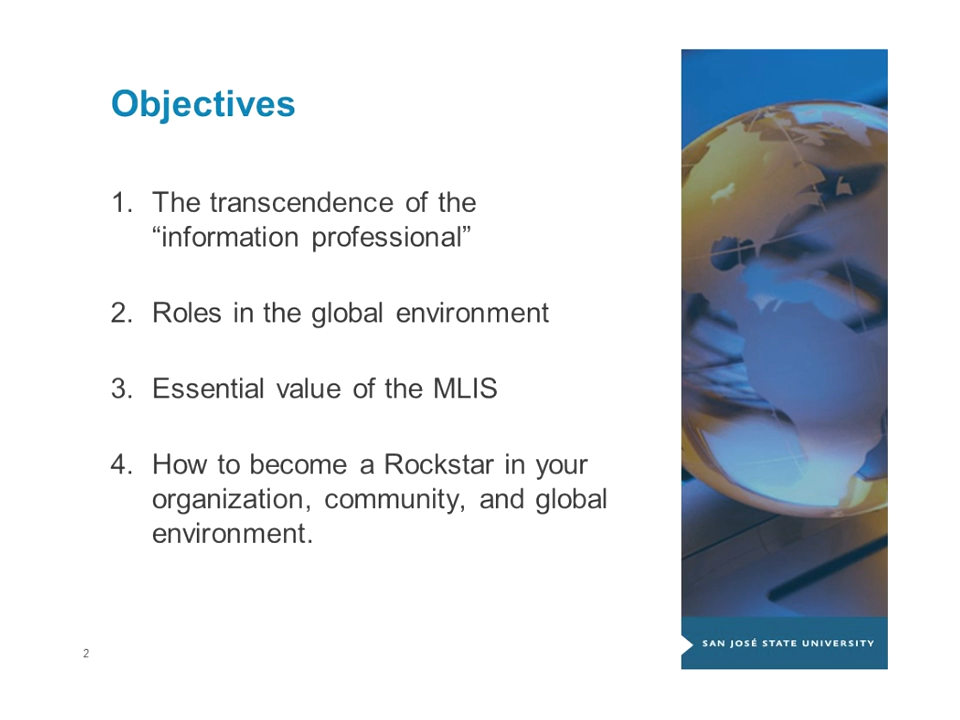 Objectives
1. The transcendence of the
“information professional”
2. Roles in the global environment
3. Essential value of the MLIS
4. How to become a Rockstar in your
organization, community, and global
environment.
2
SAN JOSÉ STATE UNIVERSITY